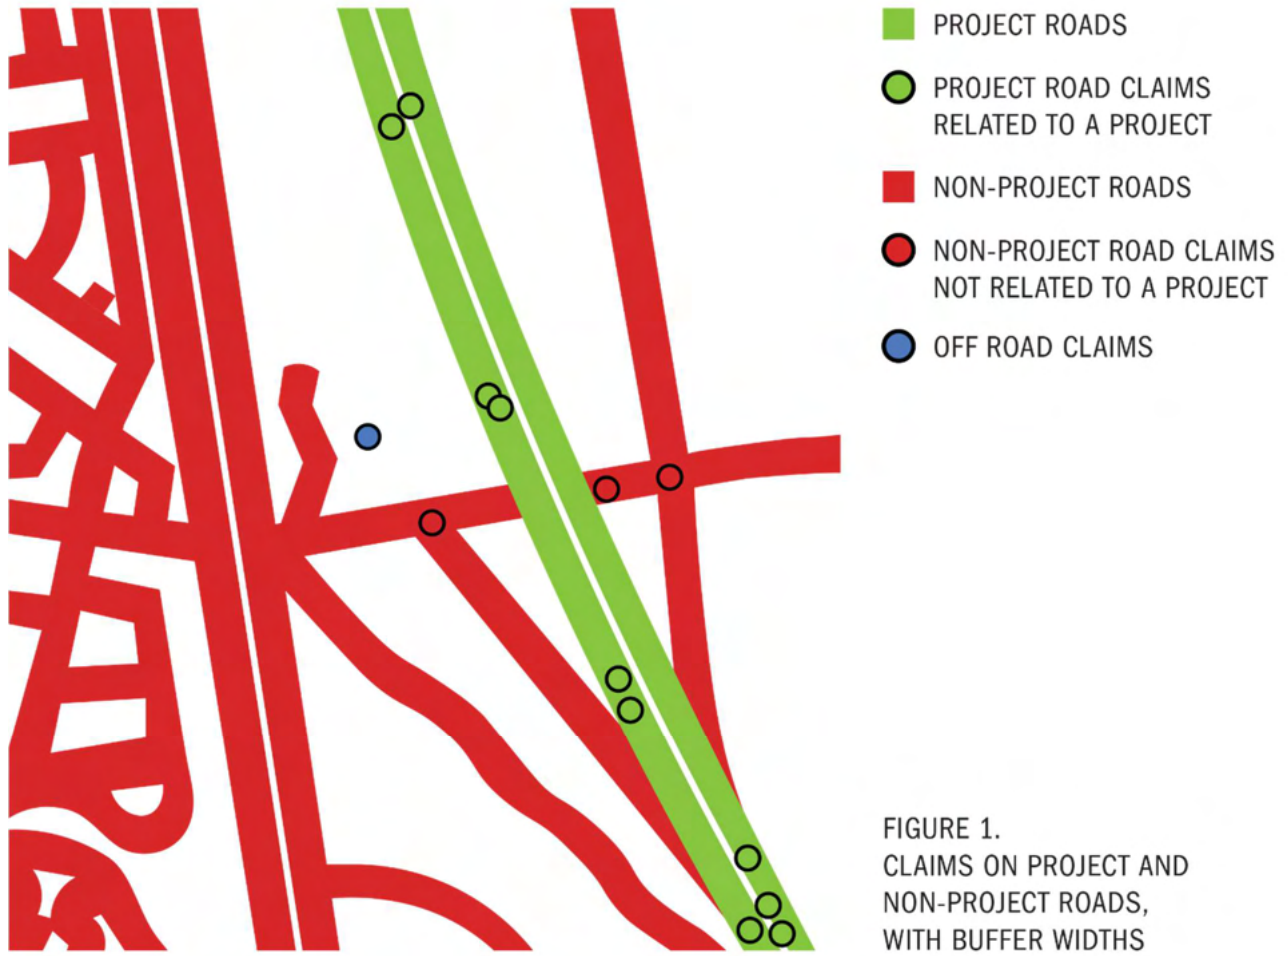 PROJECT ROADS
PROJECT ROAD CLAIMS
RELATED TO A PROJECT
NON-PROJECT ROADS
NON-PROJECT ROAD CLAIMS
NOT RELATED TO A PROJECT
OFF ROAD CLAIMS
FIGURE 1.
CLAIMS ON PROJECT AND
NON-PROJECT ROADS,
WITH BUFFER WIDTHS